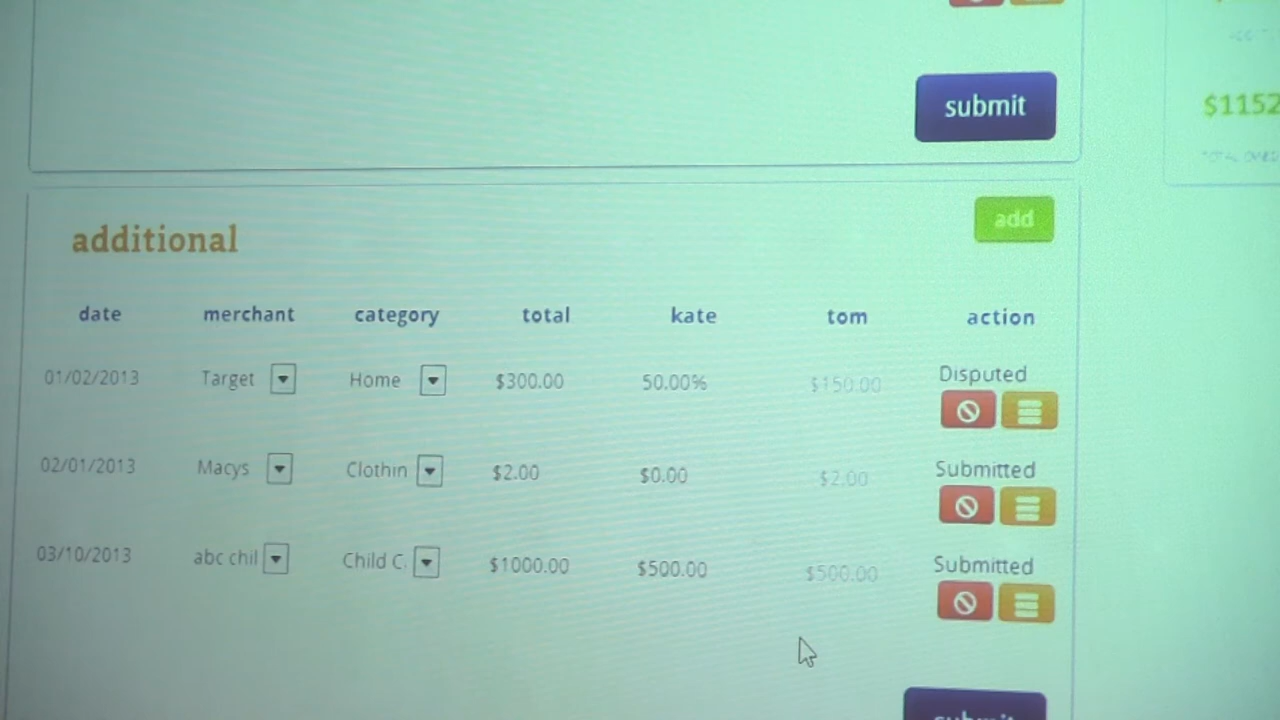 submit
$1152
additional
add
date merchant category total kate tom action
01/02/2013 Target Home $300.00 50.00% $150.00 Disputed
02/01/2013 Macys Clothin $2.00 $0.00 $2.00 Submitted
03/10/2013 abc chil Child C $1000.00 $500.00 $500.00 Submitted
submit